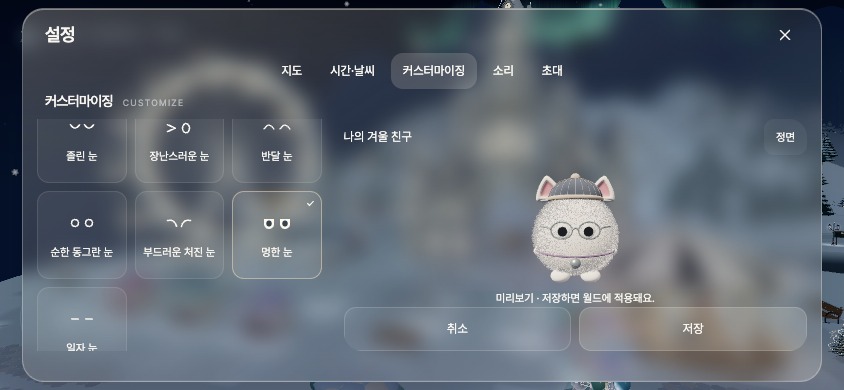 설정
지도
시간·날씨
커스터마이징
소리
초대
커스터마이징 CUSTOMIZE
졸린 눈
장난스러운 눈
반달 눈
순한 동그란 눈
부드러운 처진 눈
멍한 눈
일자 눈
나의 겨울 친구
정면
미리보기 · 저장하면 월드에 적용돼요.
취소
저장